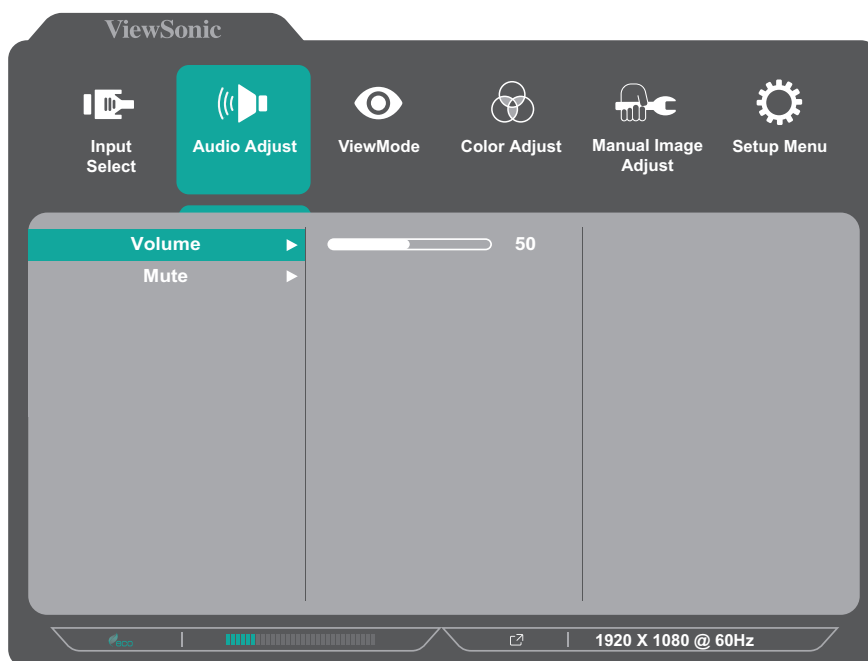 ViewSonic
Input
Select
Audio Adjust
ViewMode
Color Adjust
Manual Image
Adjust
Setup Menu
Volume
50
Mute
eco
1920 X 1080 @ 60Hz